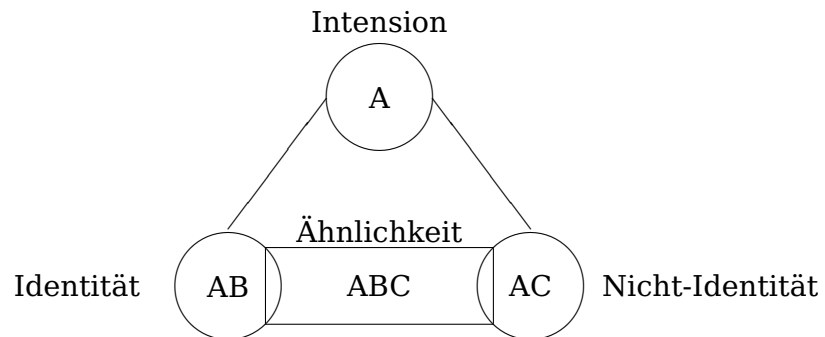 Intension
A
Ähnlichkeit
Identität AB ABC AC Nicht-Identität